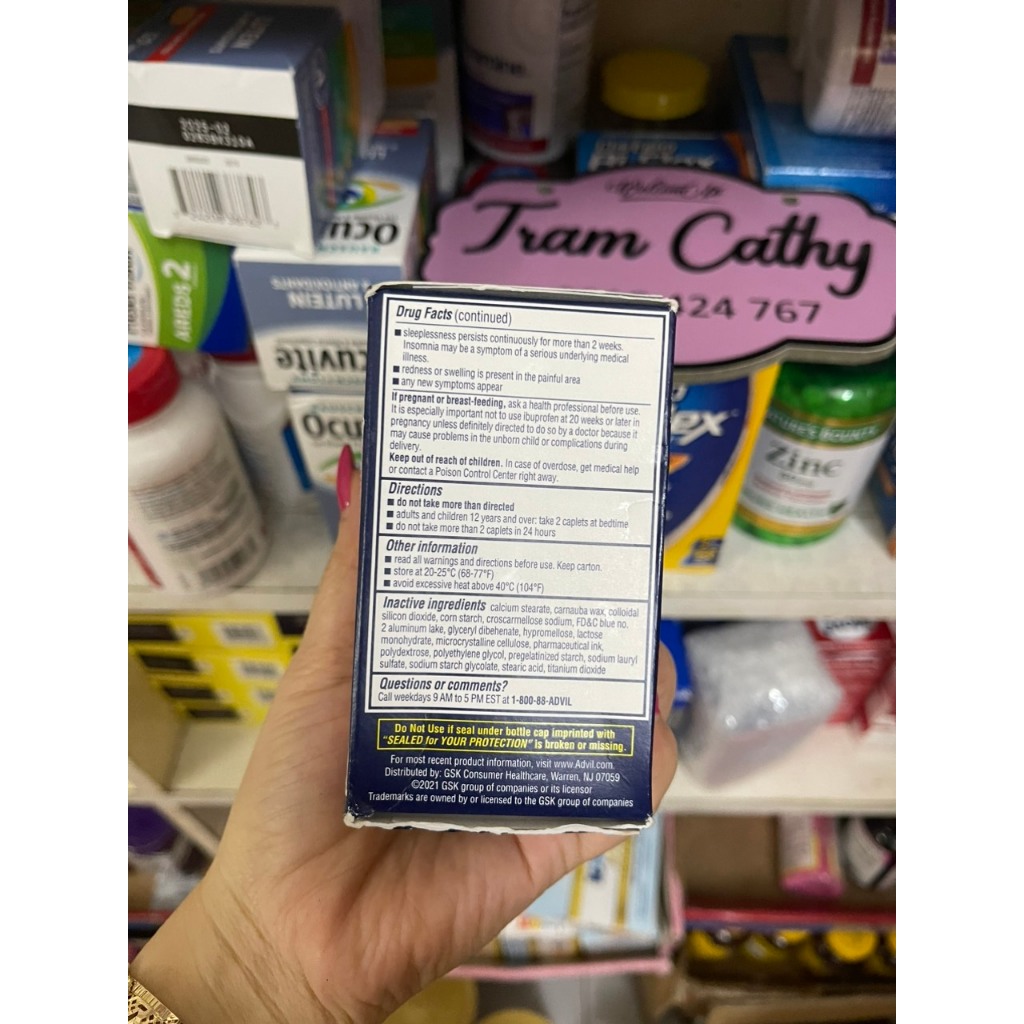 2025-02
LUTEIN
Ocuvite
AREDS 2
Ocu
Tram Cathy
424 767
Nature's Bounty
Zinc
Drug Facts (continued)
■ sleeplessness persists continuously for more than 2 weeks.
Insomnia may be a symptom of a serious underlying medical
illness.
■ redness or swelling is present in the painful area
■ any new symptoms appear
If pregnant or breast-feeding, ask a health professional before use.
It is especially important not to use ibuprofen at 20 weeks or later in
pregnancy unless definitely directed to do so by a doctor because it
may cause problems in the unborn child or complications during
delivery.
Keep out of reach of children. In case of overdose, get medical help
or contact a Poison Control Center right away.
Directions
■ do not take more than directed
■ adults and children 12 years and over: take 2 caplets at bedtime
■ do not take more than 2 caplets in 24 hours
Other information
■ read all warnings and directions before use. Keep carton.
■ store at 20-25°C (68-77°F)
■ avoid excessive heat above 40°C (104°F)
Inactive ingredients calcium stearate, carnauba wax, colloidal
silicon dioxide, corn starch, croscarmellose sodium, FD&C blue no.
2 aluminum lake, glyceryl dibehenate, hypromellose, lactose
monohydrate, microcrystalline cellulose, pharmaceutical ink,
polydextrose, polyethylene glycol, pregelatinized starch, sodium lauryl
sulfate, sodium starch glycolate, stearic acid, titanium dioxide
Questions or comments?
Call weekdays 9 AM to 5 PM EST at 1-800-88-ADVIL
Do Not Use if seal under bottle cap imprinted with
"SEALED for YOUR PROTECTION" is broken or missing.
For most recent product information, visit www.Advil.com.
Distributed by: GSK Consumer Healthcare, Warren, NJ 07059
©2021 GSK group of companies or its licensor
Trademarks are owned by or licensed to the GSK group of companies